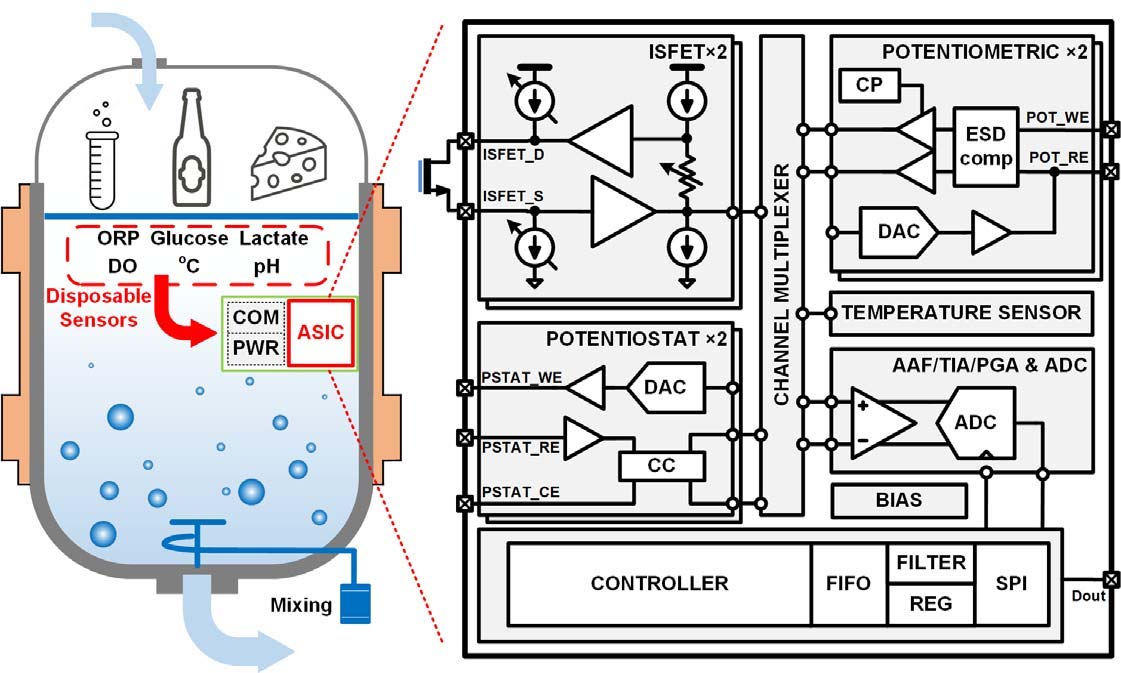 ORP Glucose Lactate
DO °C pH
Disposable
Sensors
COM
PWR
ASIC
Mixing
ISFET×2
ISFET_D
ISFET_S
POTENTIOSTAT ×2
PSTAT_WE
DAC
PSTAT_RE
CC
PSTAT_CE
CHANNEL MULTIPLEXER
POTENTIOMETRIC ×2
CP
ESD
comp
POT_WE
POT_RE
DAC
TEMPERATURE SENSOR
AAF/TIA/PGA & ADC
+
−
ADC
BIAS
CONTROLLER
FIFO
FILTER
REG
SPI
Dout